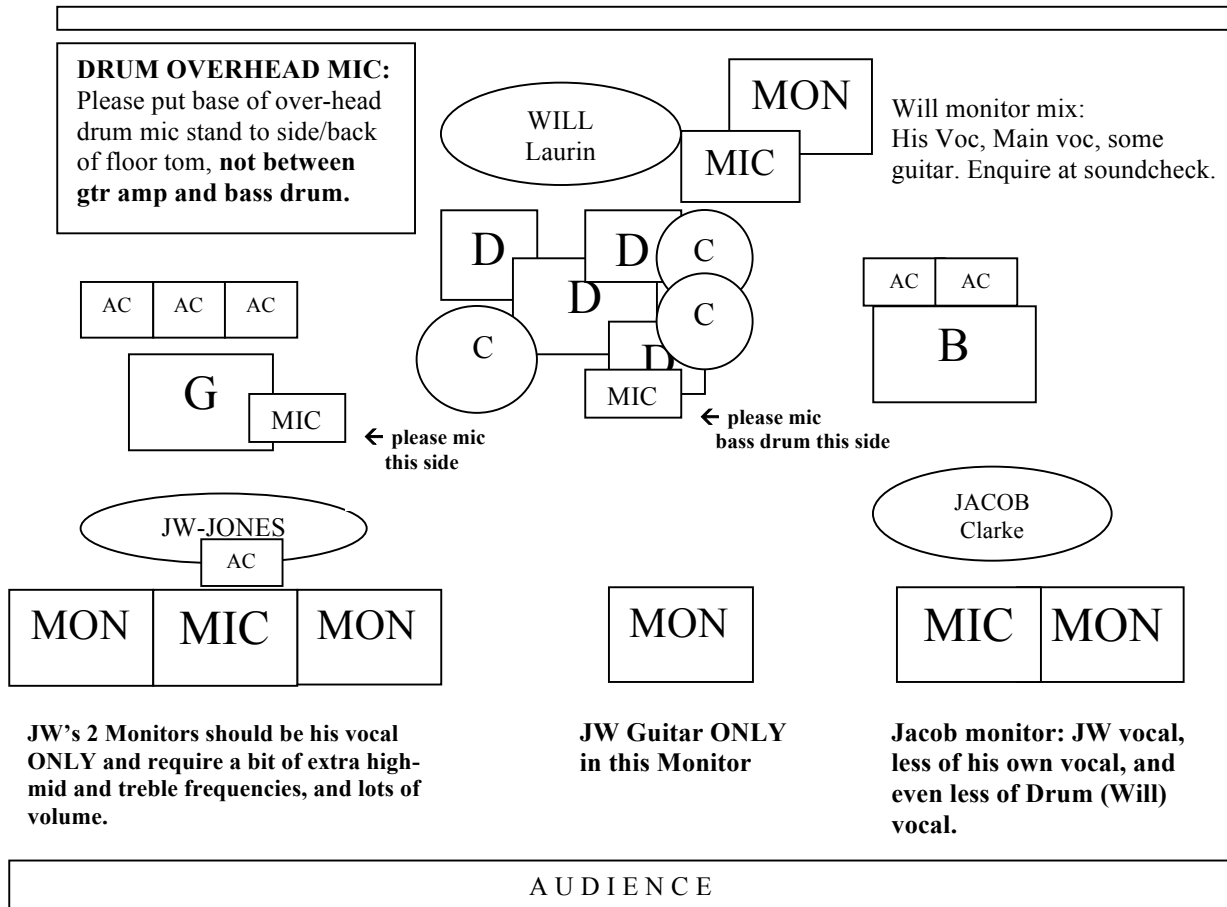 DRUM OVERHEAD MIC:
Please put base of over-head
drum mic stand to side/back
of floor tom, not between
gtr amp and bass drum.
WILL
Laurin
MON
MIC
Will monitor mix:
His Voc, Main voc, some
guitar. Enquire at soundcheck.
D
D
C
D
C
C
D
MIC
← please mic
bass drum this side
AC
AC
AC
G
MIC
← please mic
this side
AC
AC
B
JW-JONES
AC
JACOB
Clarke
MON
MIC
MON
MON
MIC
MON
JW's 2 Monitors should be his vocal
ONLY and require a bit of extra high-
mid and treble frequencies, and lots of
volume.
JW Guitar ONLY
in this Monitor
Jacob monitor: JW vocal,
less of his own vocal, and
even less of Drum (Will)
vocal.
A U D I E N C E